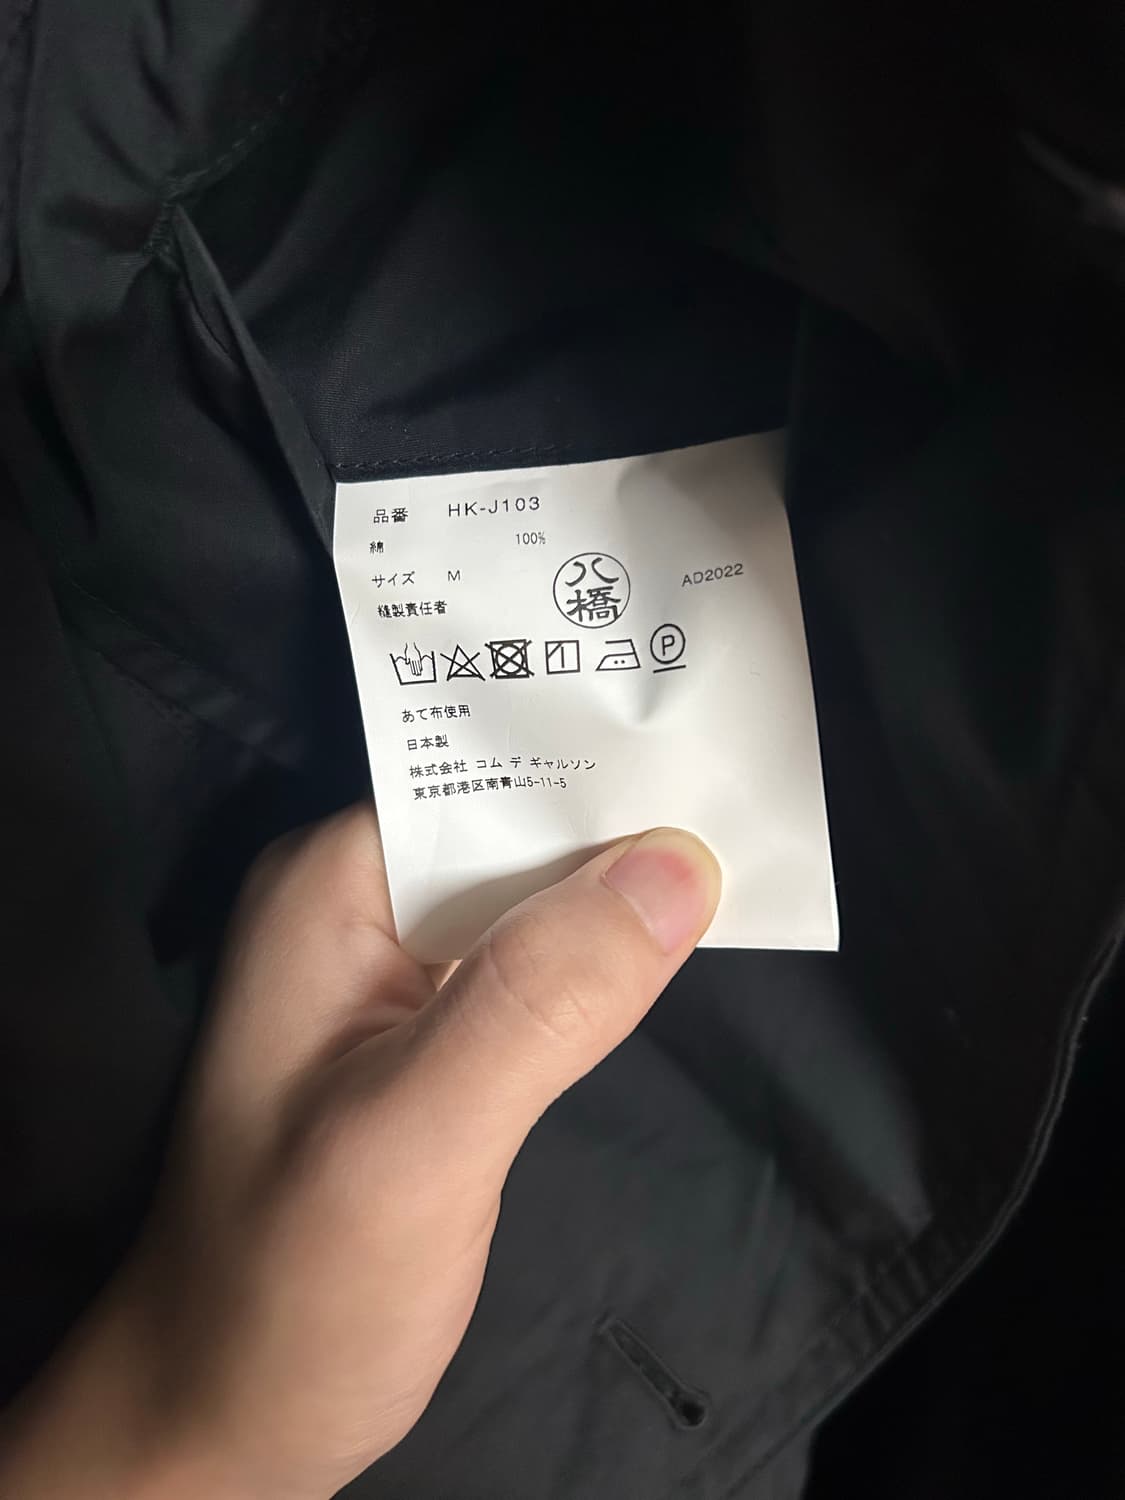 品番 HK-J103
綿 100%
サイズ M
縫製責任者 八橋 AD2022
P
あて布使用
日本製
株式会社 コム デ ギャルソン
東京都港区南青山5-11-5